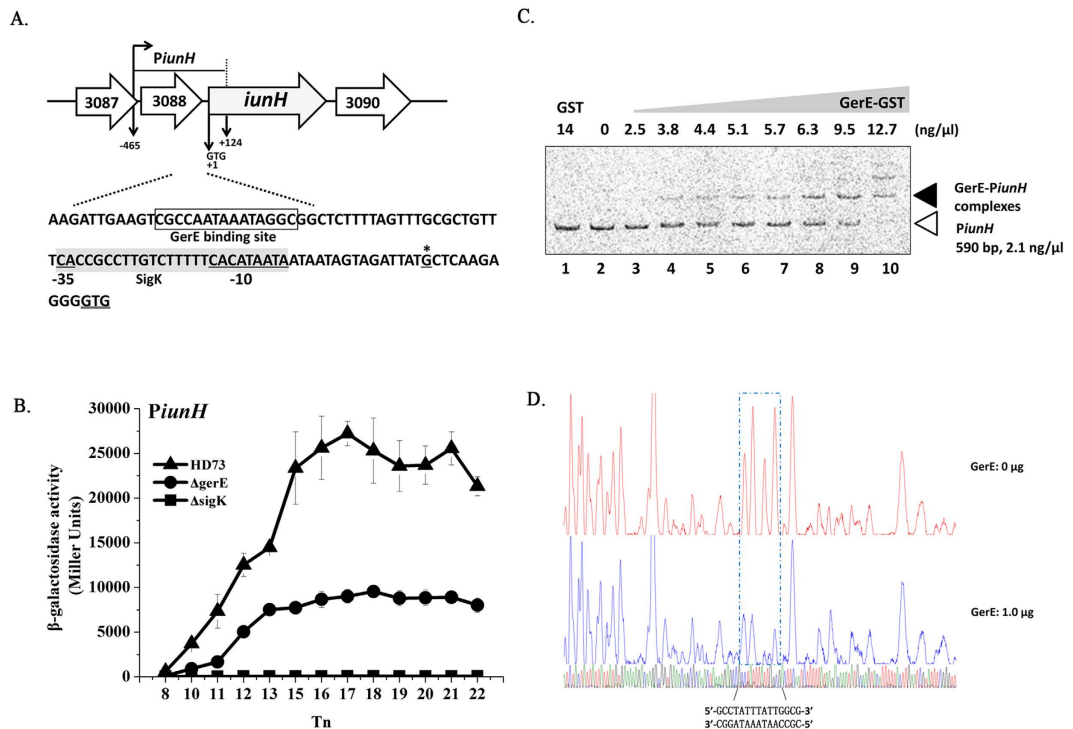 A.
PiunH
3087
3088
iunH
3090
-465
GTG
+1
+124
AAGATTGAAGTCGCCAATAAATAGGCGGCTCTTTTAGTTTGCGCTGTT
GerE binding site
*
TCACCGCCTTGTCTTTTTCACATAATAATAATAGTAGATTATGCTCAAGA
-35 SigK -10
GGGGTG
B.
PiunH
β-galactosidase activity
(Miller Units)
30000
25000
20000
15000
10000
5000
0
HD73
ΔgerE
ΔsigK
8 10 11 12 13 15 16 17 18 19 20 21 22
Tn
C.
GST GerE-GST
14 0 2.5 3.8 4.4 5.1 5.7 6.3 9.5 12.7 (ng/μl)
GerE-PiunH
complexes
PiunH
590 bp, 2.1 ng/μl
1 2 3 4 5 6 7 8 9 10
D.
GerE: 0 μg
GerE: 1.0 μg
5'-GCCTATTTATTGGCG-3'
3'-CGGATAAATAACCGC-5'